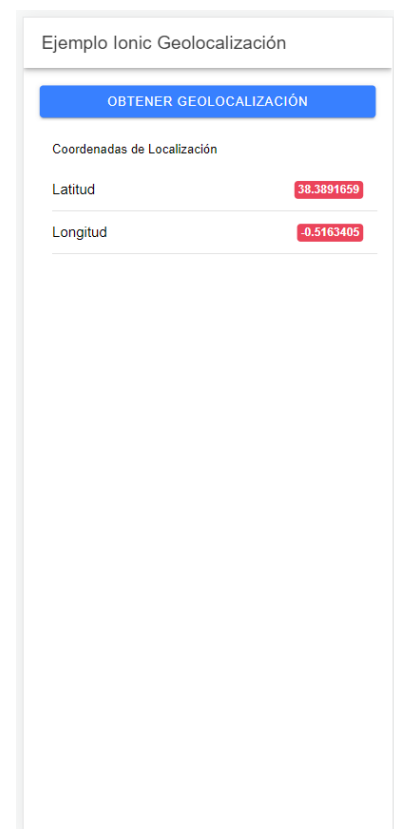 Ejemplo Ionic Geolocalización
OBTENER GEOLOCALIZACIÓN
Coordenadas de Localización
Latitud 38.3891659
Longitud -0.5163405